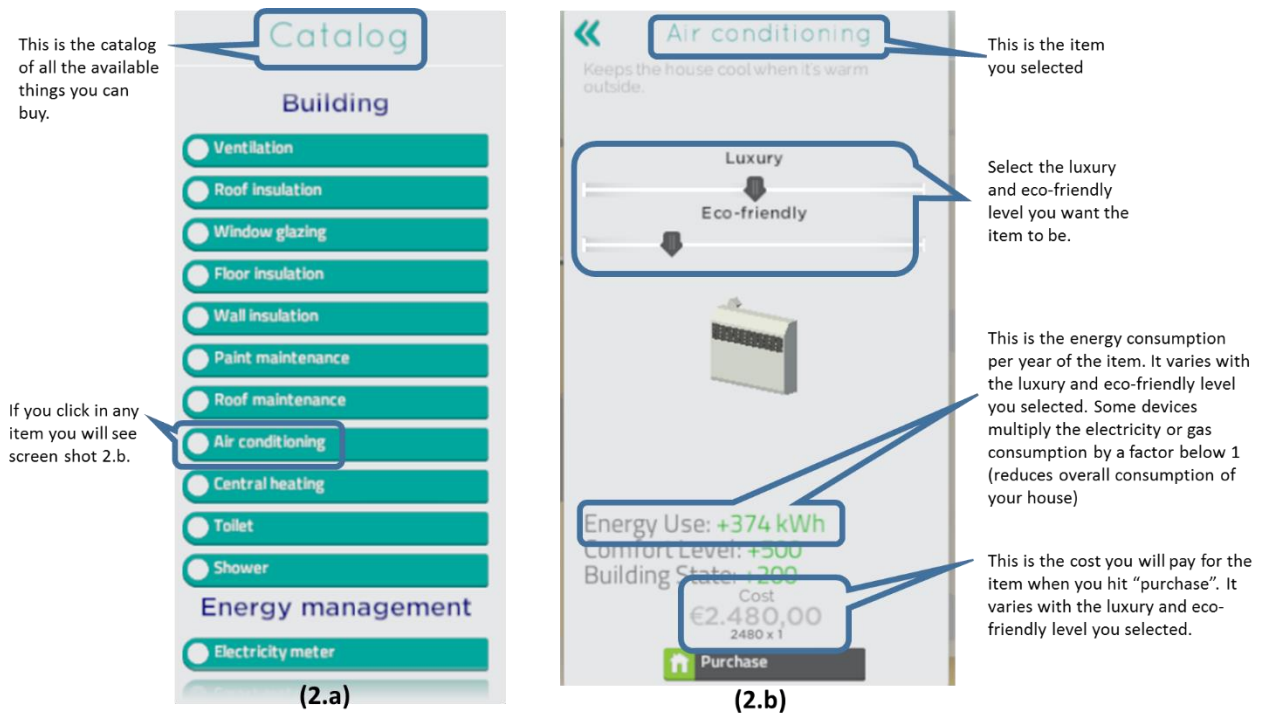 This is the catalog
of all the available
things you can
buy.
If you click in any
item you will see
screen shot 2.b.
Catalog
Building
Ventilation
Roof insulation
Window glazing
Floor insulation
Wall insulation
Paint maintenance
Roof maintenance
Air conditioning
Central heating
Toilet
Shower
Energy management
Electricity meter
(2.a)
Air conditioning
Keeps the house cool when it's warm
outside.
Luxury
Eco-friendly
Energy Use: +374 kWh
Comfort Level: +500
Building State: +200
Cost
€2.480,00
2480 x 1
Purchase
(2.b)
This is the item
you selected
Select the luxury
and eco-friendly
level you want the
item to be.
This is the energy consumption
per year of the item. It varies with
the luxury and eco-friendly level
you selected. Some devices
multiply the electricity or gas
consumption by a factor below 1
(reduces overall consumption of
your house)
This is the cost you will pay for the
item when you hit “purchase”. It
varies with the luxury and eco-
friendly level you selected.